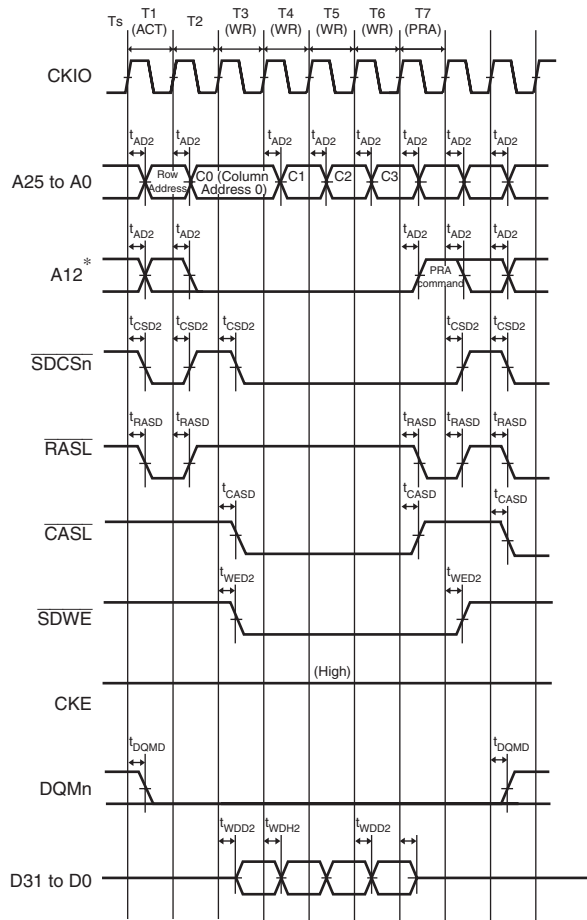 Ts T1 T2 T3 T4 T5 T6 T7
(ACT) (WR) (WR) (WR) (WR) (PRA)
CKIO
tAD2 tAD2 tAD2 tAD2 tAD2 tAD2 tAD2 tAD2
A25 to A0
Row Address
C0 (Column Address 0)
C1 C2 C3
tAD2 tAD2 tAD2 tAD2 tAD2
A12*
PRA command
tCSD2 tCSD2 tCSD2 tCSD2 tCSD2
SDCSn
tRASD tRASD tRASD tRASD tRASD
RASL
tCASD tCASD tCASD
CASL
tWED2 tWED2
SDWE
(High)
CKE
tDQMD tDQMD
DQMn
tWDD2 tWDH2 tWDD2
D31 to D0